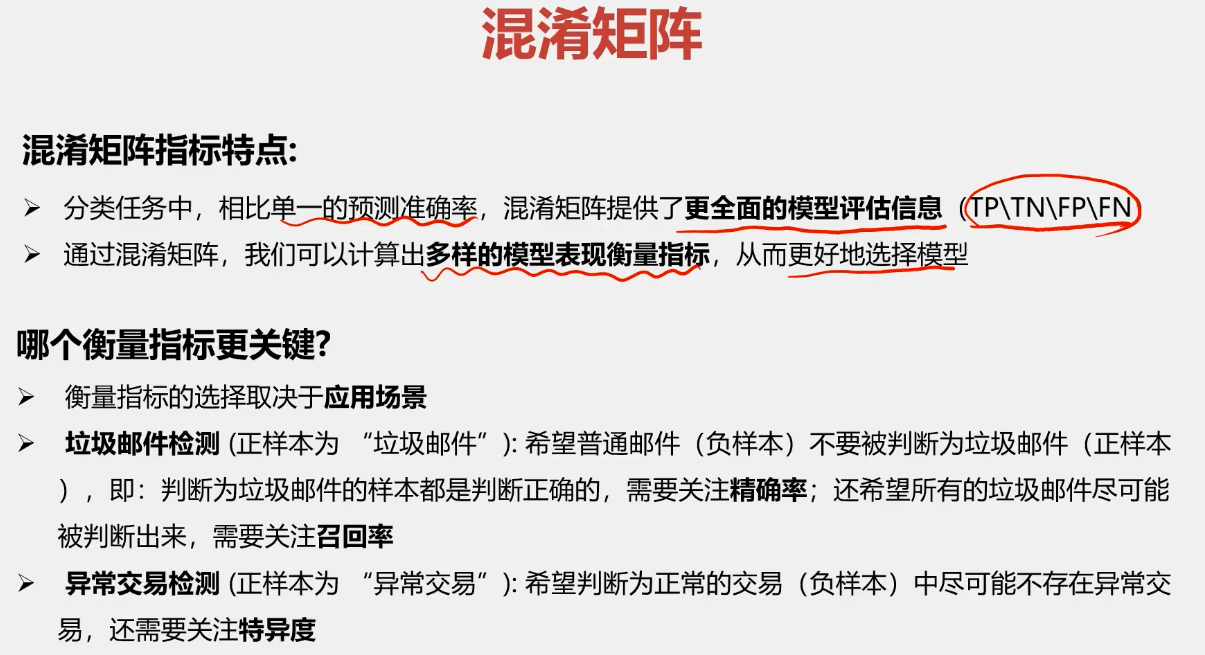 混淆矩阵
混淆矩阵指标特点:
➢ 分类任务中，相比单一的预测准确率，混淆矩阵提供了更全面的模型评估信息（TP\TN\FP\FN）
➢ 通过混淆矩阵，我们可以计算出多样的模型表现衡量指标，从而更好地选择模型
哪个衡量指标更关键?
➢ 衡量指标的选择取决于应用场景
➢ 垃圾邮件检测 (正样本为 “垃圾邮件”): 希望普通邮件（负样本）不要被判断为垃圾邮件（正样本
），即：判断为垃圾邮件的样本都是判断正确的，需要关注精确率；还希望所有的垃圾邮件尽可能
被判断出来，需要关注召回率
➢ 异常交易检测 (正样本为 “异常交易”): 希望判断为正常的交易（负样本）中尽可能不存在异常交
易，还需要关注特异度